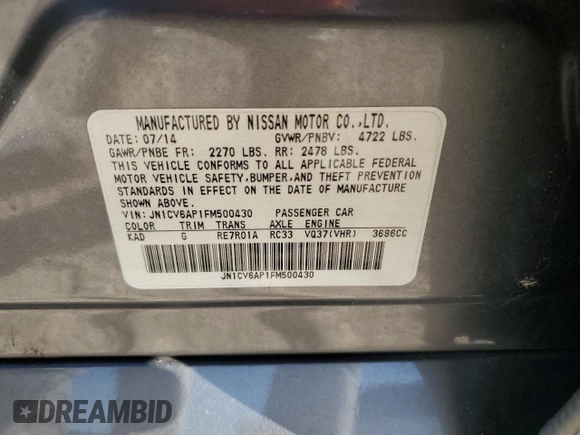 MANUFACTURED BY NISSAN MOTOR CO.,LTD.
DATE: 07/14 GVWR/PNBV: 4722 LBS.
GAWR/PNBE FR: 2270 LBS. RR: 2478 LBS.
THIS VEHICLE CONFORMS TO ALL APPLICABLE FEDERAL
MOTOR VEHICLE SAFETY,BUMPER,AND THEFT PREVENTION
STANDARDS IN EFFECT ON THE DATE OF MANUFACTURE
SHOWN ABOVE.
VIN: JN1CV6AP1FM500430 PASSENGER CAR
COLOR TRIM TRANS AXLE ENGINE
KAD G RE7R01A RC33 VQ37(VHR) 3696CC
JN1CV6AP1FM500430
DREAMBID